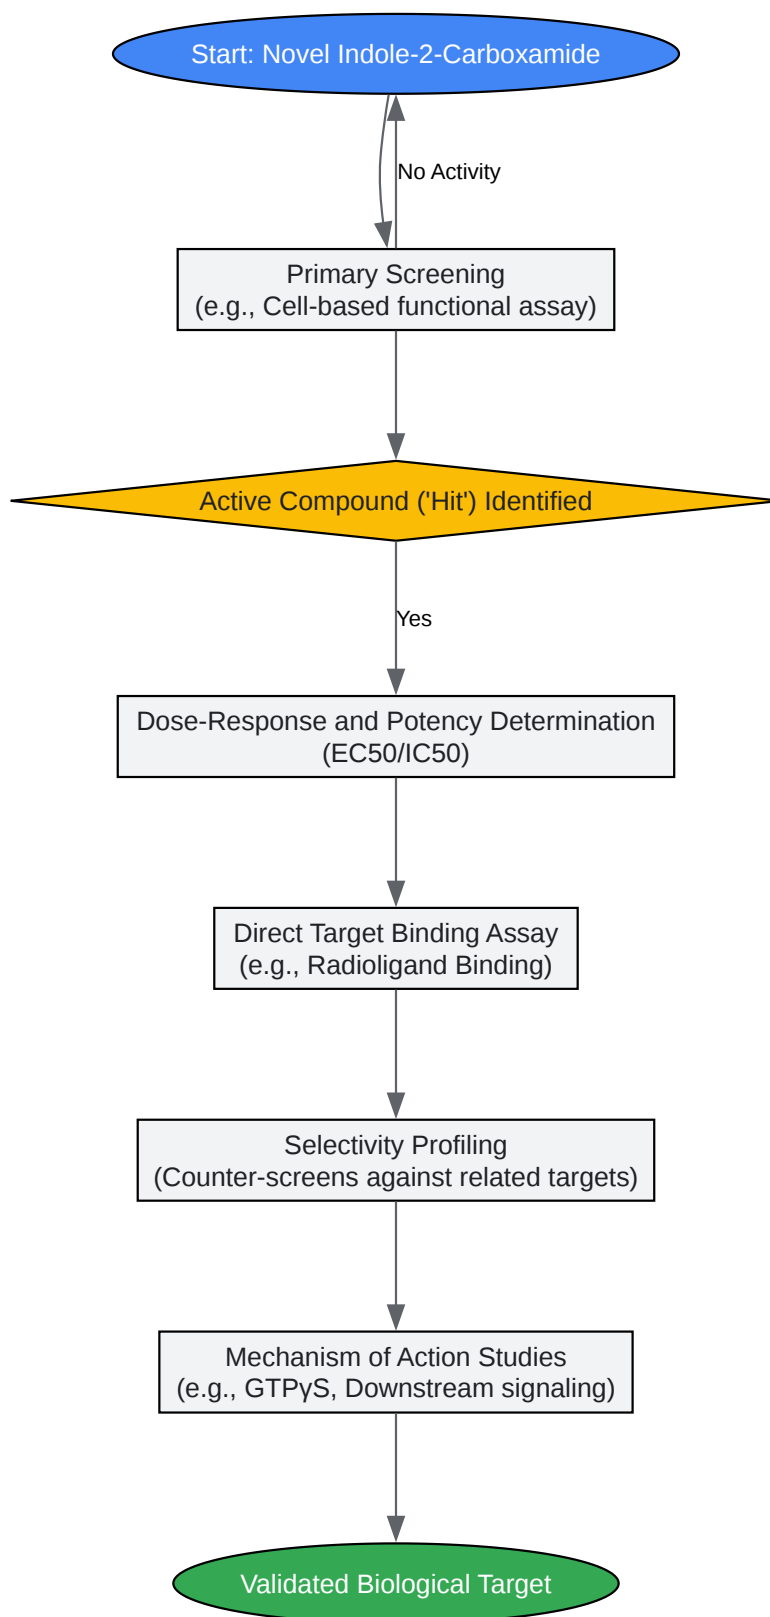 Start: Novel Indole-2-Carboxamide
No Activity
Primary Screening
(e.g., Cell-based functional assay)
Active Compound ('Hit') Identified
Yes
Dose-Response and Potency Determination
(EC50/IC50)
Direct Target Binding Assay
(e.g., Radioligand Binding)
Selectivity Profiling
(Counter-screens against related targets)
Mechanism of Action Studies
(e.g., GTPγS, Downstream signaling)
Validated Biological Target